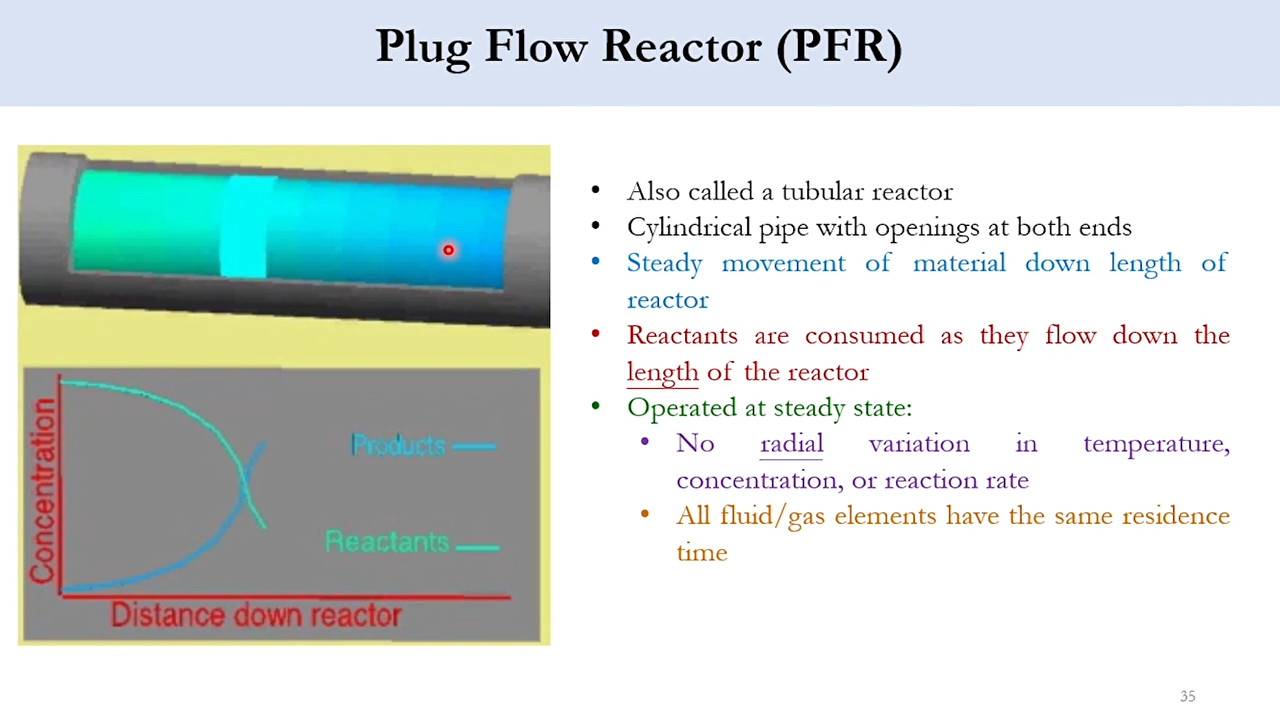 Plug Flow Reactor (PFR)
Concentration
Products
Reactants
Distance down reactor
• Also called a tubular reactor
• Cylindrical pipe with openings at both ends
• Steady movement of material down length of
reactor
• Reactants are consumed as they flow down the
length of the reactor
• Operated at steady state:
• No radial variation in temperature,
concentration, or reaction rate
• All fluid/gas elements have the same residence
time
35